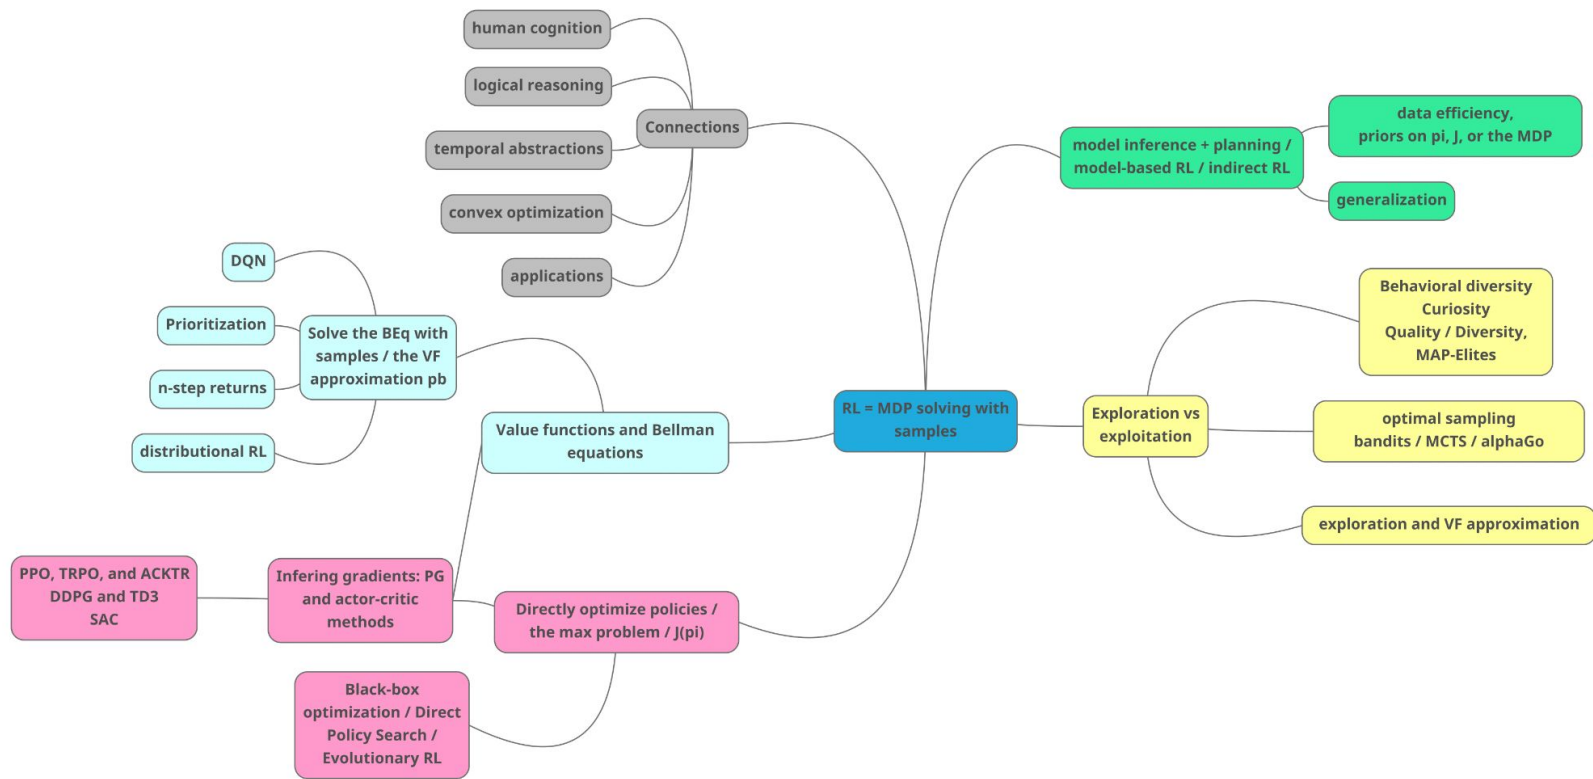 human cognition
logical reasoning
Connections
temporal abstractions
convex optimization
applications
DQN
Prioritization
Solve the BEq with
samples / the VF
approximation pb
n-step returns
distributional RL
Value functions and Bellman
equations
PPO, TRPO, and ACKTR
DDPG and TD3
SAC
Infering gradients: PG
and actor-critic
methods
Directly optimize policies /
the max problem / J(pi)
Black-box
optimization / Direct
Policy Search /
Evolutionary RL
RL = MDP solving with
samples
model inference + planning /
model-based RL / indirect RL
data efficiency,
priors on pi, J, or the MDP
generalization
Exploration vs
exploitation
Behavioral diversity
Curiosity
Quality / Diversity,
MAP-Elites
optimal sampling
bandits / MCTS / alphaGo
exploration and VF approximation